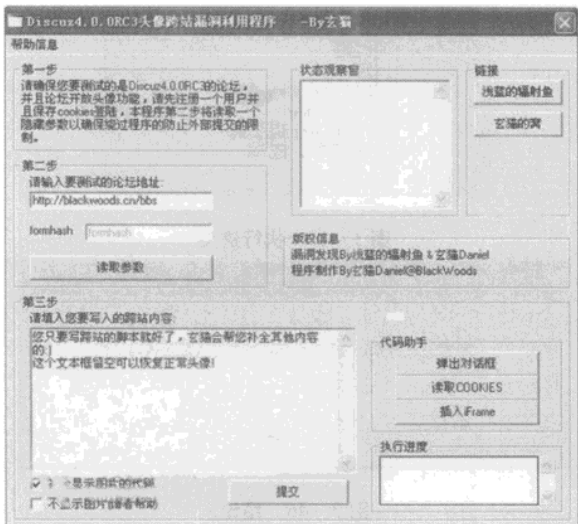 Discuz4.0.0RC3头像跨站漏洞利用程序 -By玄猫
帮助信息
第一步
请确保您要测试的是Discuz4.0.0RC3的论坛，
并且论坛开放头像功能，请先注册一个用户并
且保存cookies登陆，本程序第二步将读取一个
隐藏参数以确保绕过程序的防止外部提交的限
制。
状态观察窗
链接
浅蓝的辐射鱼
玄猫的窝
第二步
请输入要测试的论坛地址:
http://blackwoods.cn/bbs
formhash
formhash
读取参数
版权信息
漏洞发现By浅蓝的辐射鱼 & 玄猫Daniel
程序制作By玄猫Daniel@BlackWoods
第三步
请填入您要写入的跨站内容:
您只要写跨站的脚本就好了，玄猫会帮您补全其他内容
的:]
这个文本框留空可以恢复正常头像!
代码助手
弹出对话框
读取COOKIES
插入iFrame
执行进度
显示前面的代码
不显示图片
帮助
提交